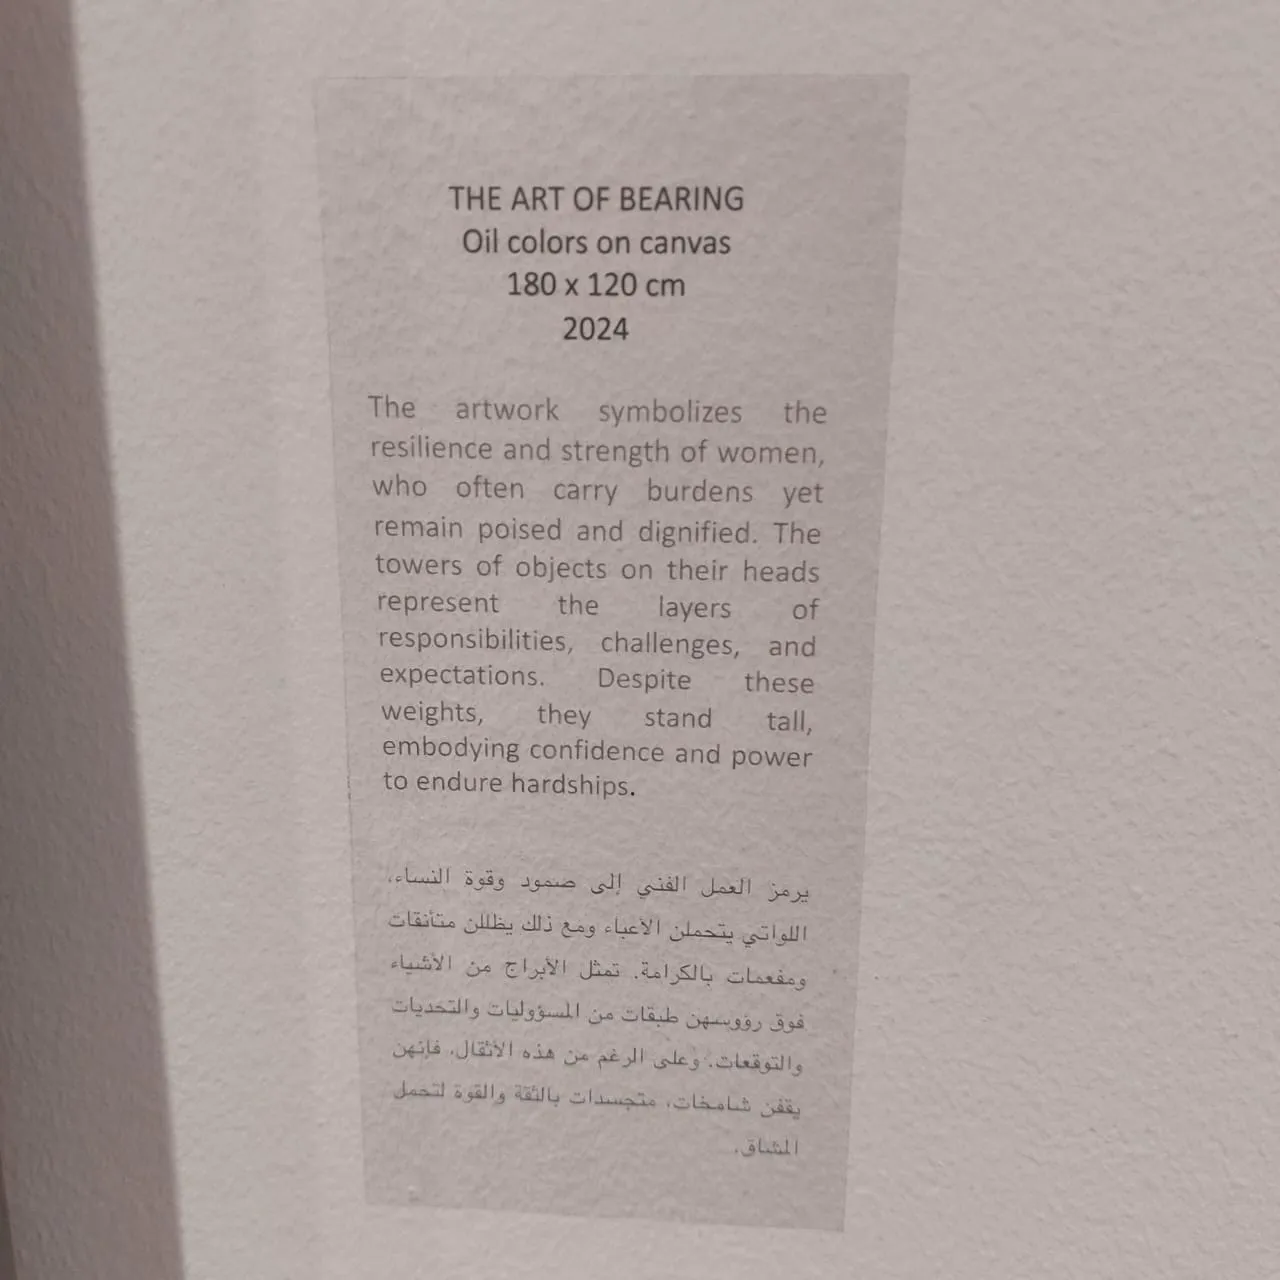 THE ART OF BEARING
Oil colors on canvas
180 x 120 cm
2024
The artwork symbolizes the
resilience and strength of women,
who often carry burdens yet
remain poised and dignified. The
towers of objects on their heads
represent the layers of
responsibilities, challenges, and
expectations. Despite these
weights, they stand tall,
embodying confidence and power
to endure hardships.
يرمز العمل الفني إلى صمود وقوة النساء،
اللواتي يتحملن الأعباء ومع ذلك يظللن متأنقات
ومفعمات بالكرامة. تمثل الأبراج من الأشياء
فوق رؤوسهن طبقات من المسؤوليات والتحديات
والتوقعات. وعلى الرغم من هذه الأثقال، فإنهن
يقفن شامخات، متجسدات بالثقة والقوة لتحمل
المشاق.